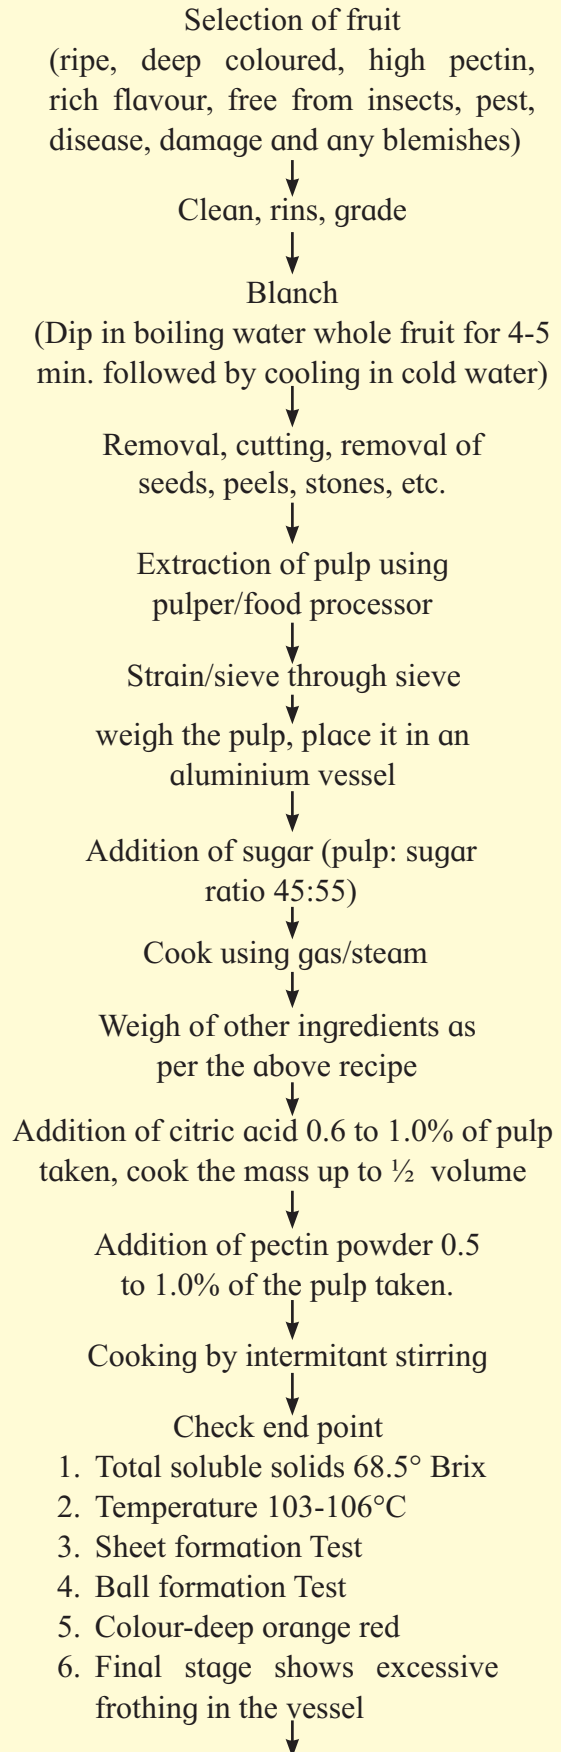 Selection of fruit
(ripe, deep coloured, high pectin,
rich flavour, free from insects, pest,
disease, damage and any blemishes)
Clean, rins, grade
Blanch
(Dip in boiling water whole fruit for 4-5
min. followed by cooling in cold water)
Removal, cutting, removal of
seeds, peels, stones, etc.
Extraction of pulp using
pulper/food processor
Strain/sieve through sieve
weigh the pulp, place it in an
aluminium vessel
Addition of sugar (pulp: sugar
ratio 45:55)
Cook using gas/steam
Weigh of other ingredients as
per the above recipe
Addition of citric acid 0.6 to 1.0% of pulp
taken, cook the mass up to ½ volume
Addition of pectin powder 0.5
to 1.0% of the pulp taken.
Cooking by intermitant stirring
Check end point
1. Total soluble solids 68.5° Brix
2. Temperature 103-106°C
3. Sheet formation Test
4. Ball formation Test
5. Colour-deep orange red
6. Final stage shows excessive
frothing in the vessel